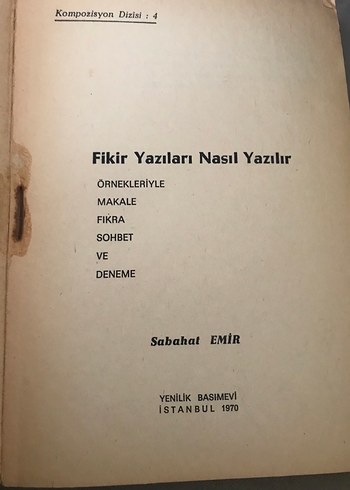 Kompozisyon Dizisi : 4
Fikir Yazıları Nasıl Yazılır
ÖRNEKLERİYLE
MAKALE
FIKRA
SOHBET
VE
DENEME
Sabahat EMİR
YENİLİK BASIMEVİ
İSTANBUL 1970